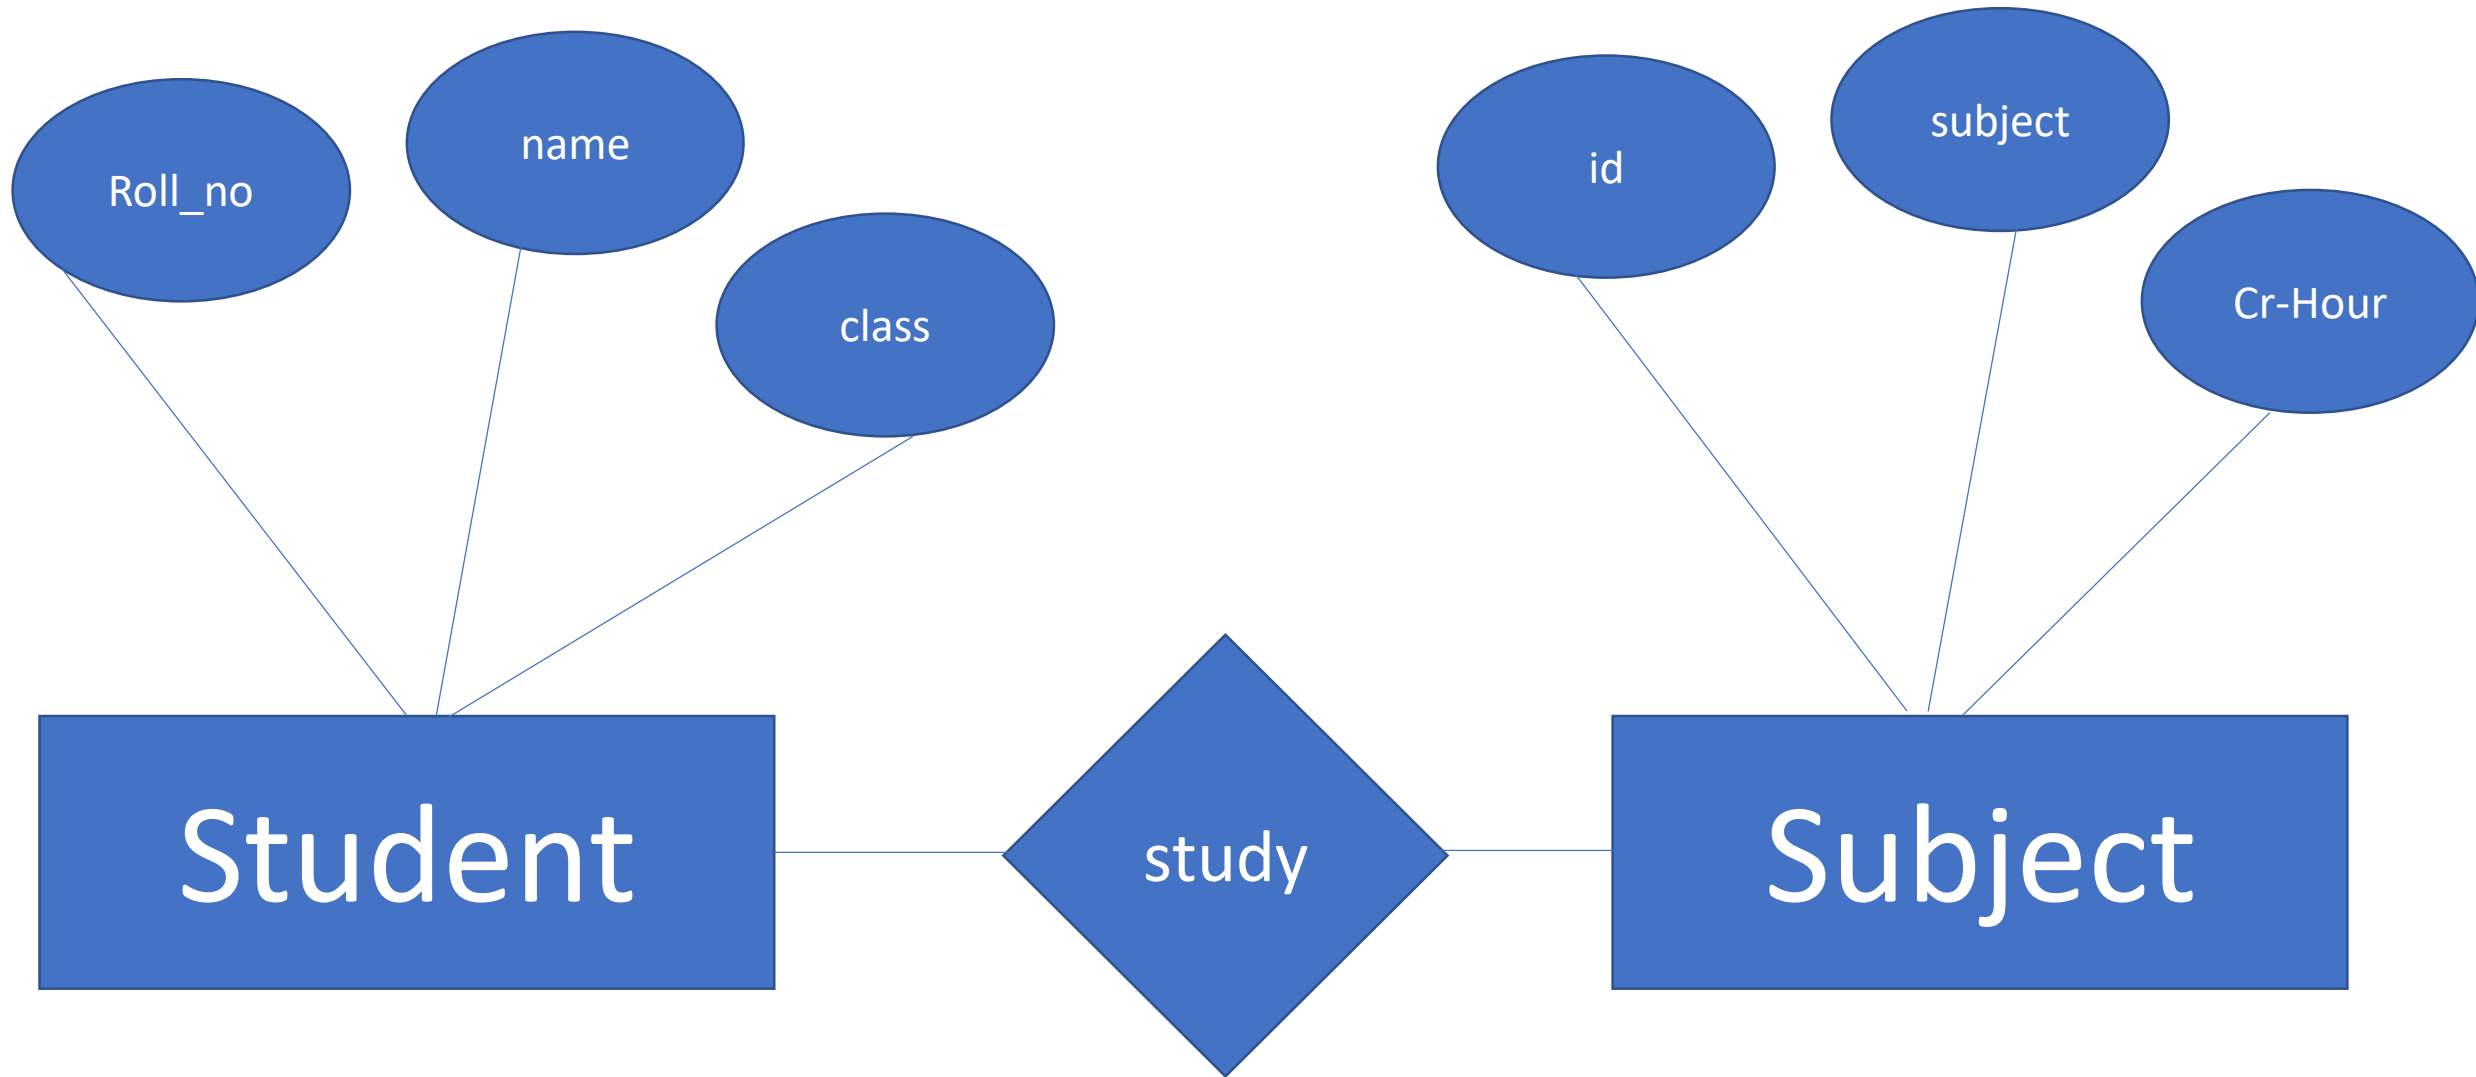 Roll_no
name
class
id
subject
Cr-Hour
Student
study
Subject